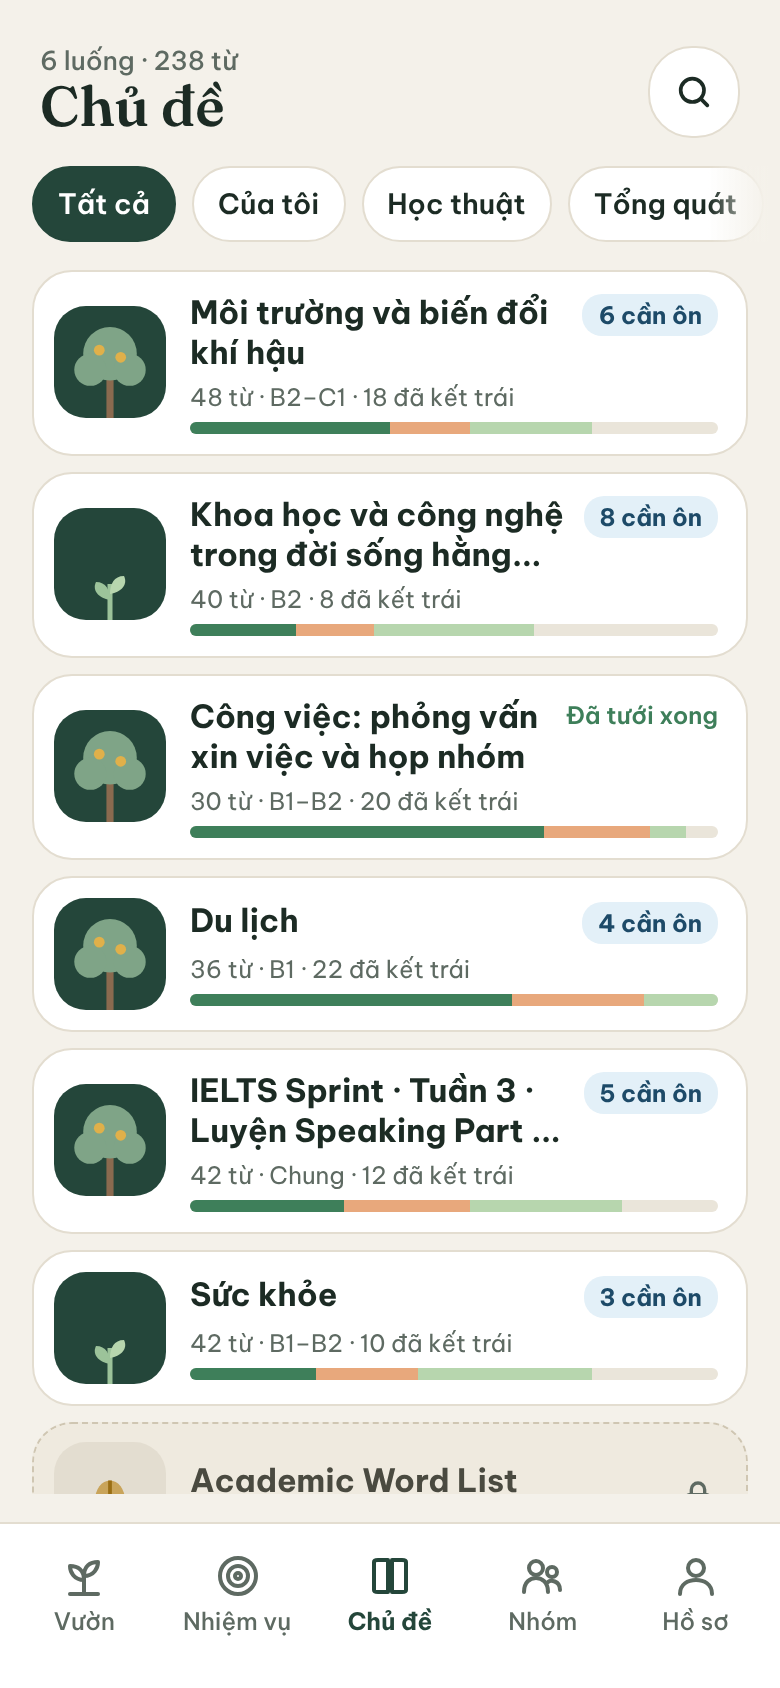 6 luống · 238 từ
Chủ đề
Tất cả
Của tôi
Học thuật
Tổng quát
Môi trường và biến đổi
khí hậu
6 cần ôn
48 từ · B2–C1 · 18 đã kết trái
Khoa học và công nghệ
trong đời sống hằng...
8 cần ôn
40 từ · B2 · 8 đã kết trái
Công việc: phỏng vấn
xin việc và họp nhóm
Đã tưới xong
30 từ · B1–B2 · 20 đã kết trái
Du lịch
4 cần ôn
36 từ · B1 · 22 đã kết trái
IELTS Sprint · Tuần 3 ·
Luyện Speaking Part ...
5 cần ôn
42 từ · Chung · 12 đã kết trái
Sức khỏe
3 cần ôn
42 từ · B1–B2 · 10 đã kết trái
Academic Word List
Vườn
Nhiệm vụ
Chủ đề
Nhóm
Hồ sơ